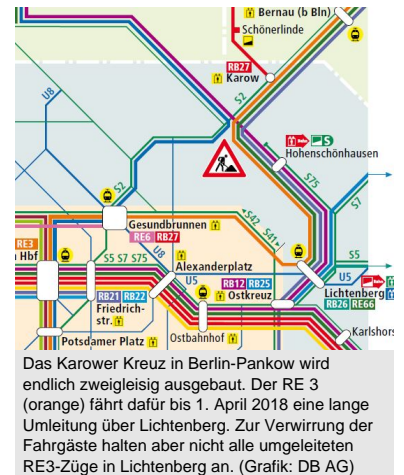 Bernau (b Bln)
Schönerlinde
RB27
Karow
U8
S2
Hohenschönhausen
S75
S7
S2
U8
S42
S41
Gesundbrunnen
RE6 RB27
RE3
n Hbf
S5 S7 S75
Alexanderplatz
U5
RB12 RB25
Ostkreuz
S5
U5
Lichtenberg
RB26 RE66
RB21 RB22
Friedrich-
str.
Ostbahnhof
Karlshors
Potsdamer Platz
Das Karower Kreuz in Berlin-Pankow wird
endlich zweigleisig ausgebaut. Der RE 3
(orange) fährt dafür bis 1. April 2018 eine lange
Umleitung über Lichtenberg. Zur Verwirrung der
Fahrgäste halten aber nicht alle umgeleiteten
RE3-Züge in Lichtenberg an. (Grafik: DB AG)